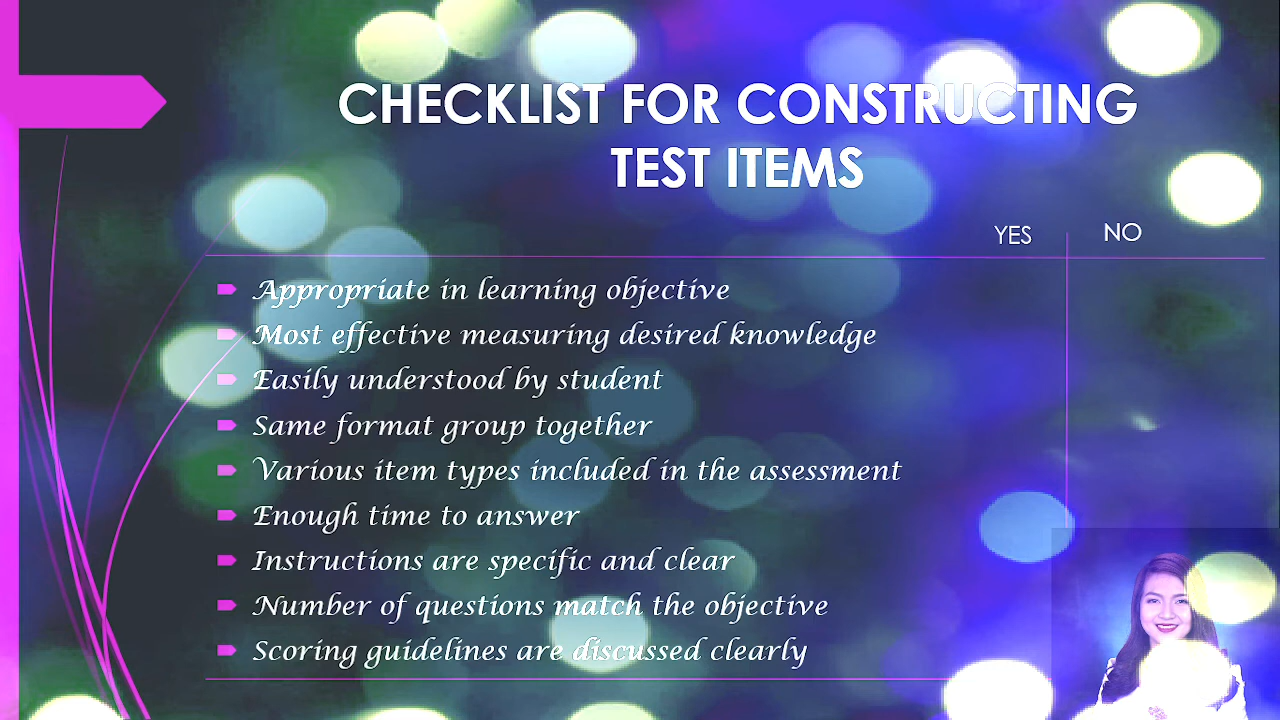 CHECKLIST FOR CONSTRUCTING
TEST ITEMS
YES NO
Appropriate in learning objective
Most effective measuring desired knowledge
Easily understood by student
Same format group together
Various item types included in the assessment
Enough time to answer
Instructions are specific and clear
Number of questions match the objective
Scoring guidelines are discussed clearly